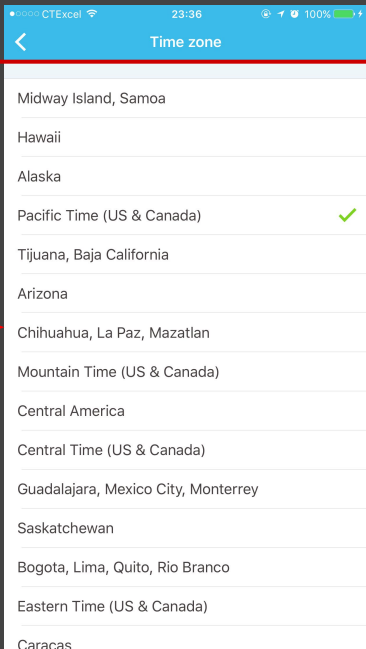 CTExcel 23:36 100%
Time zone
Midway Island, Samoa
Hawaii
Alaska
Pacific Time (US & Canada)
Tijuana, Baja California
Arizona
Chihuahua, La Paz, Mazatlan
Mountain Time (US & Canada)
Central America
Central Time (US & Canada)
Guadalajara, Mexico City, Monterrey
Saskatchewan
Bogota, Lima, Quito, Rio Branco
Eastern Time (US & Canada)
Caracas